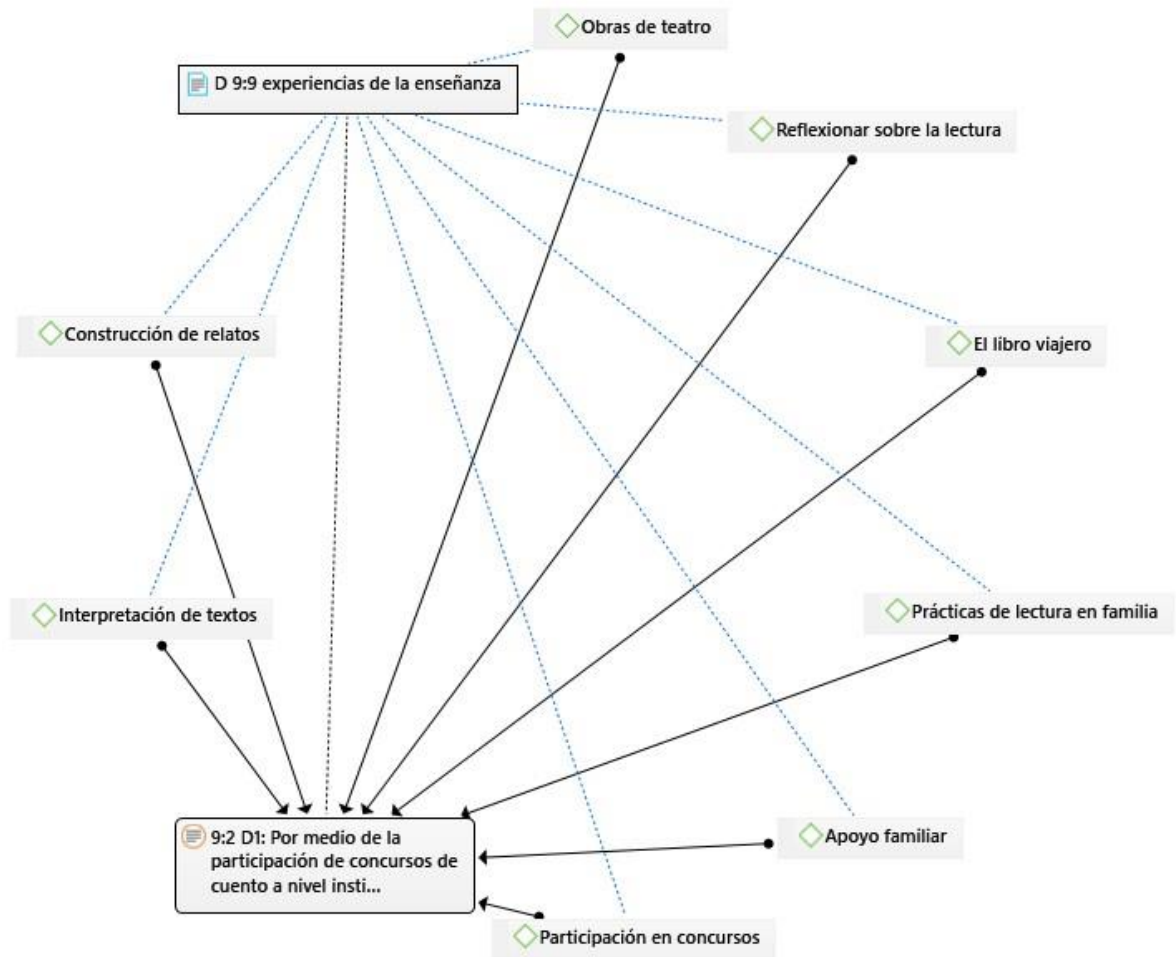 Obras de teatro
D 9:9 experiencias de la enseñanza
Reflexionar sobre la lectura
Construcción de relatos
El libro viajero
Interpretación de textos
Prácticas de lectura en familia
9:2 D1: Por medio de la
participación de concursos de
cuento a nivel insti...
Apoyo familiar
Participación en concursos